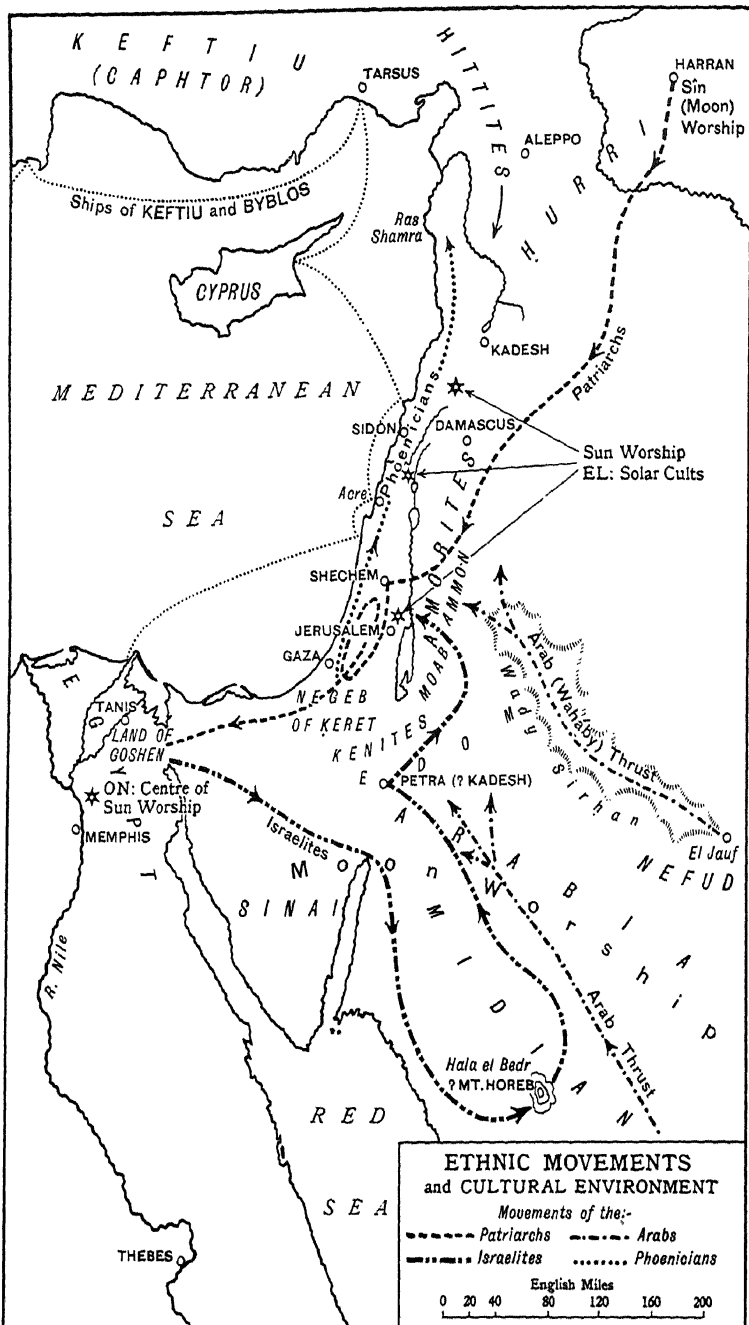 KEFTIU
(CAPHTOR)
TARSUS
HITTITES
HARRAN
Sîn
(Moon)
Worship
ALEPPO
HURRI
Ships of KEFTIU and BYBLOS
Ras
Shamra
CYPRUS
KADESH
Patriarchs
MEDITERRANEAN
SEA
Phoenicians
SIDON
DAMASCUS
Sun Worship
EL: Solar Cults
Acre
AMORITES
SHECHEM
AMMON
JERUSALEM
MOAB
GAZA
Arab (Wahaby) Thrust
Wady Sirhan
NEGEB
OF KERET
KENITES
EGYPT
TANIS
LAND OF
GOSHEN
EDO
PETRA (? KADESH)
ON: Centre of
Sun Worship
MEMPHIS
Israelites
El Jauf
NEFUD
ARABIA
Moon Worship
SINAI
MIDIAN
R. Nile
Arab Thrust
Hala el Bedr
? MT. HOREB
RED
SEA
THEBES
ETHNIC MOVEMENTS
and CULTURAL ENVIRONMENT
Movements of the:-
Patriarchs Arabs
Israelites Phoenicians
English Miles
0 20 40 80 120 160 200